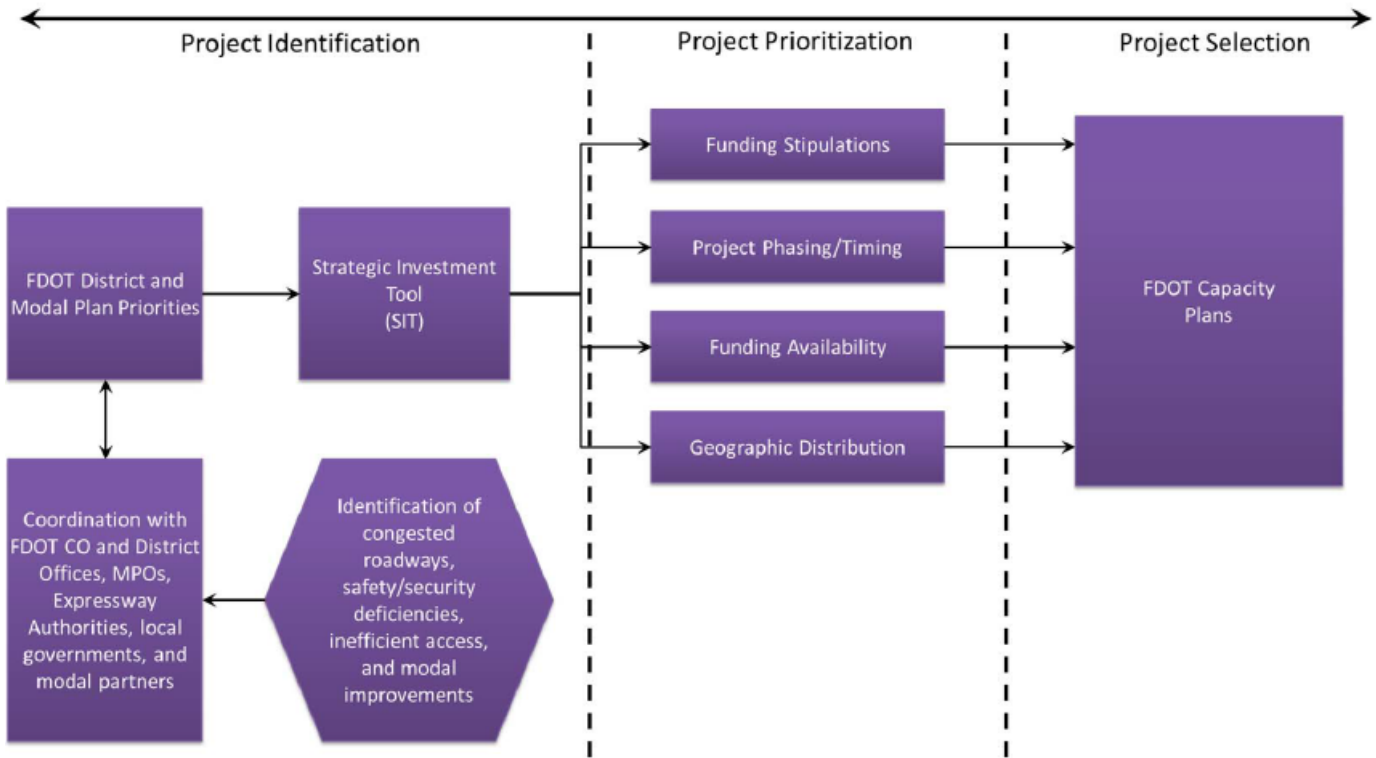 Project Identification
Project Prioritization
Project Selection
Funding Stipulations
Project Phasing/Timing
Funding Availability
Geographic Distribution
FDOT District and
Modal Plan Priorities
Strategic Investment
Tool
(SIT)
FDOT Capacity
Plans
Coordination with
FDOT CO and District
Offices, MPOs,
Expressway
Authorities, local
governments, and
modal partners
Identification of
congested
roadways,
safety/security
deficiencies,
inefficient access,
and modal
improvements